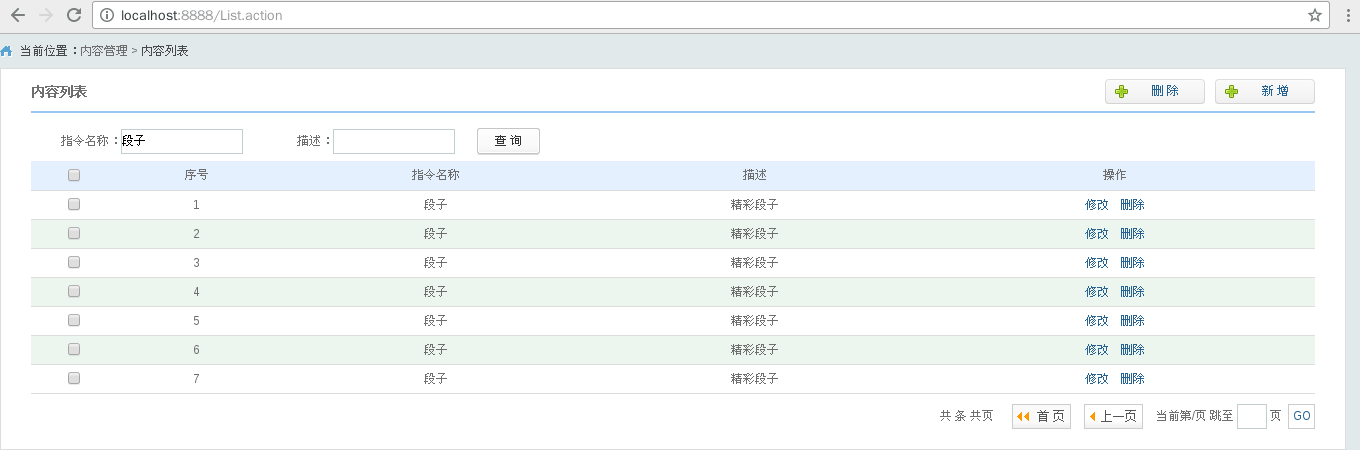 localhost:8888/List.action
当前位置：内容管理 > 内容列表
内容列表 删 除 新 增
指令名称：段子 描述： 查 询
序号 指令名称 描述 操作
1 段子 精彩段子 修改 删除
2 段子 精彩段子 修改 删除
3 段子 精彩段子 修改 删除
4 段子 精彩段子 修改 删除
5 段子 精彩段子 修改 删除
6 段子 精彩段子 修改 删除
7 段子 精彩段子 修改 删除
共 条 共页 首 页 上一页 当前第/页 跳至 页 GO